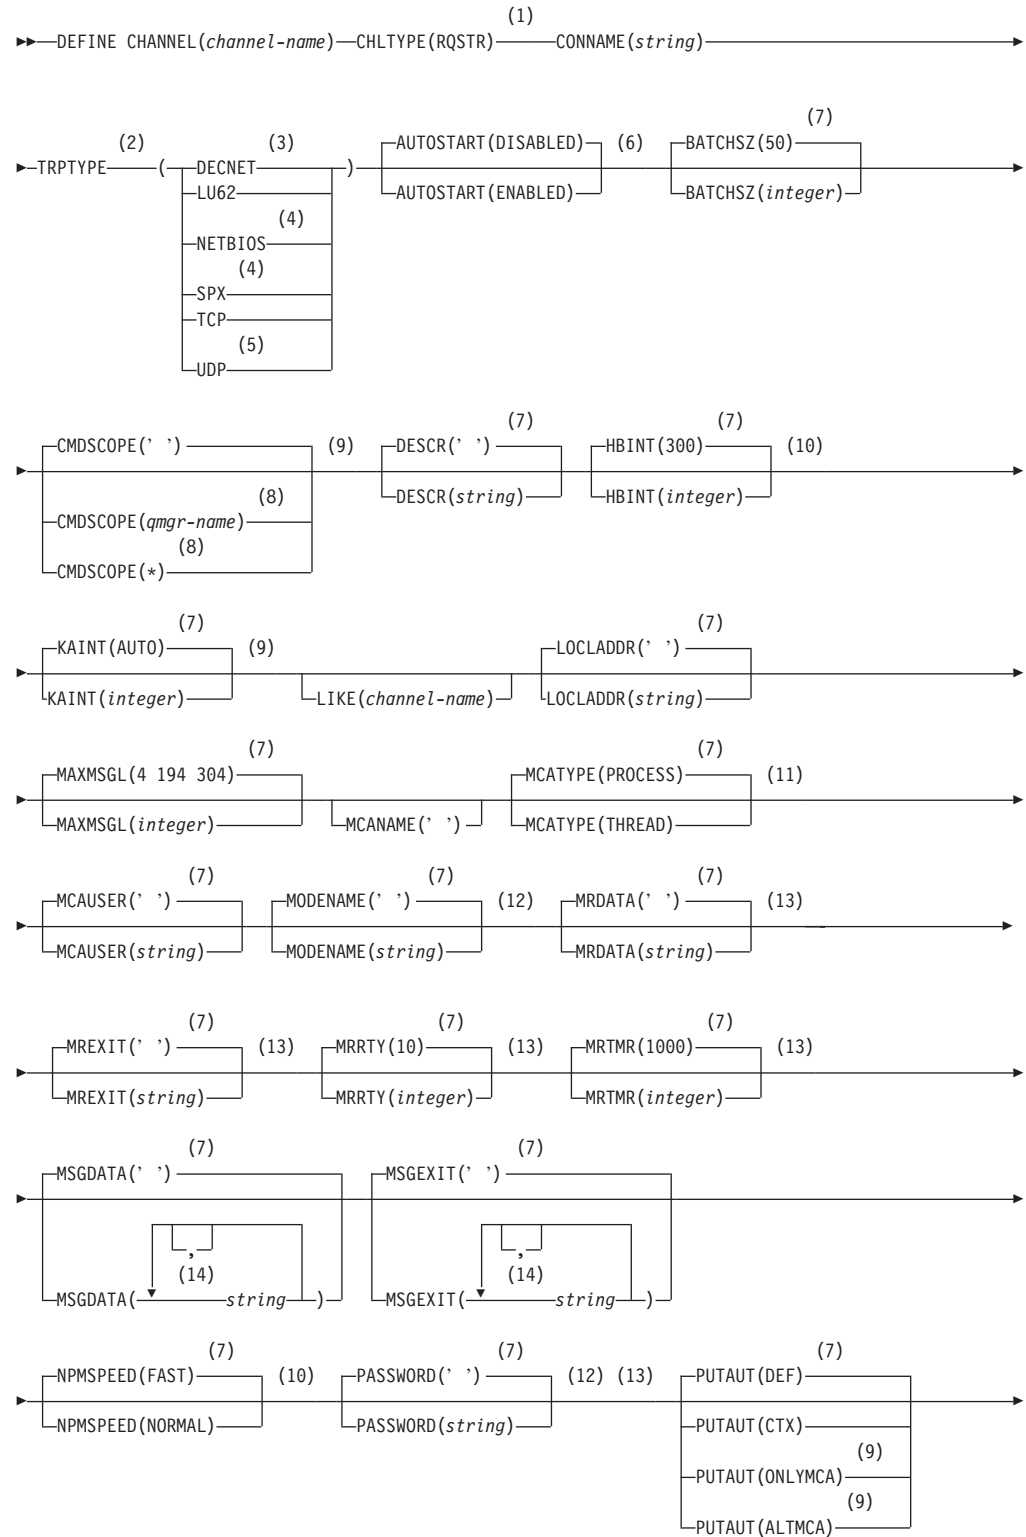 (1)
DEFINE CHANNEL(channel-name) CHLTYPE(RQSTR) CONNAME(string)
(7)
(2) (3) AUTOSTART(DISABLED) (6) BATCHSZ(50)
TRPTYPE ( DECNET ) AUTOSTART(ENABLED) BATCHSZ(integer)
LU62
(4)
NETBIOS
(4)
SPX
TCP
(5)
UDP
(7) (7)
CMDSCOPE(' ') (9) DESCR(' ') HBINT(300) (10)
(8) DESCR(string) HBINT(integer)
CMDSCOPE(qmgr-name)
(8)
CMDSCOPE(*)
(7) (7)
KAINT(AUTO) (9) LOCLADDR(' ')
KAINT(integer) LIKE(channel-name) LOCLADDR(string)
(7) (7)
MAXMSGL(4 194 304) MCATYPE(PROCESS) (11)
MAXMSGL(integer) MCANAME(' ') MCATYPE(THREAD)
(7) (7) (7)
MCAUSER(' ') MODENAME(' ') (12) MRDATA(' ') (13)
MCAUSER(string) MODENAME(string) MRDATA(string)
(7) (7) (7)
MREXIT(' ') (13) MRRTY(10) (13) MRTMR(1000) (13)
MREXIT(string) MRRTY(integer) MRTMR(integer)
(7) (7)
MSGDATA(' ') MSGEXIT(' ')
, ,
(14) (14)
MSGDATA( string ) MSGEXIT( string )
(7) (7) (7)
NPMSPEED(FAST) (10) PASSWORD(' ') (12) (13) PUTAUT(DEF)
NPMSPEED(NORMAL) PASSWORD(string) PUTAUT(CTX)
(9)
PUTAUT(ONLYMCA)
(9)
PUTAUT(ALTMCA)